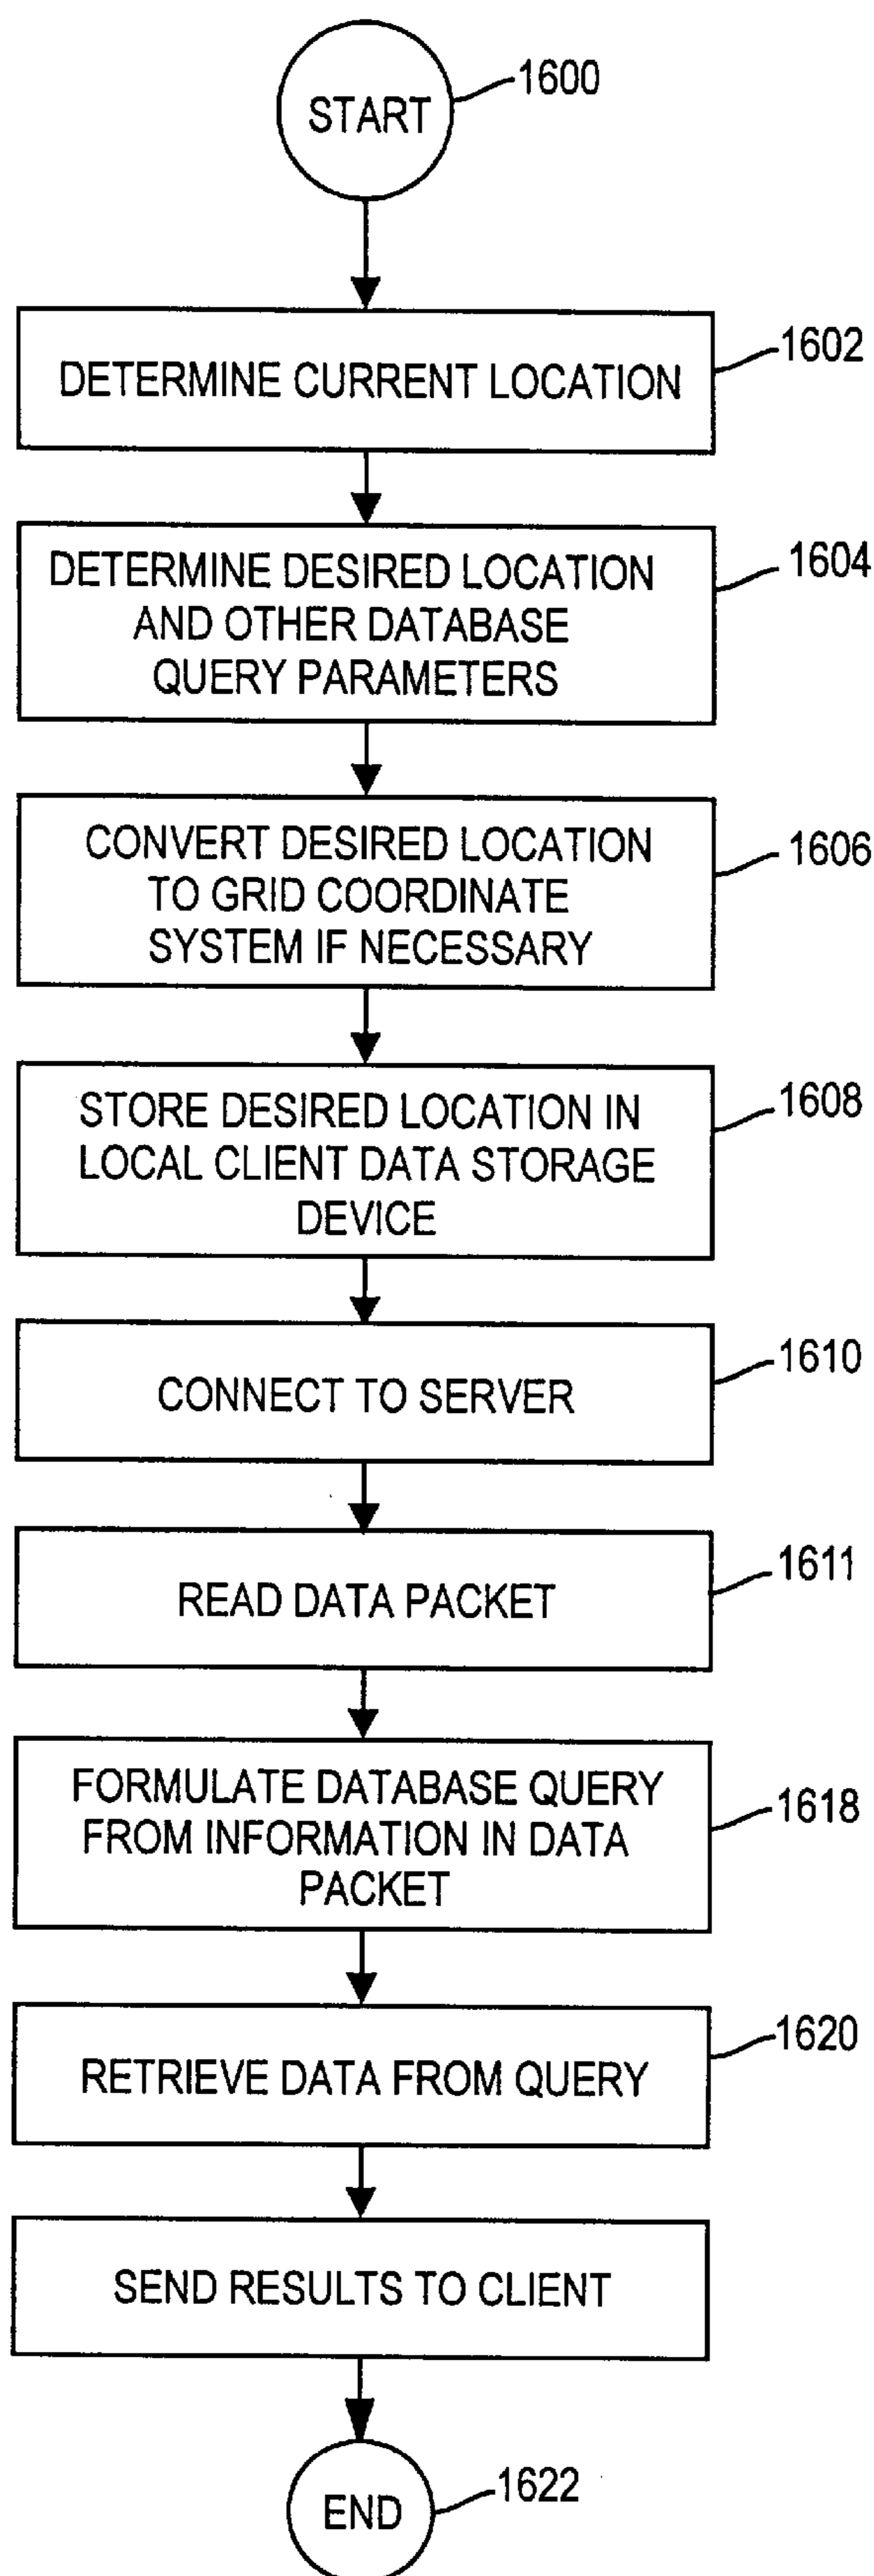 START
1600
DETERMINE CURRENT LOCATION
1602
DETERMINE DESIRED LOCATION
AND OTHER DATABASE
QUERY PARAMETERS
1604
CONVERT DESIRED LOCATION
TO GRID COORDINATE
SYSTEM IF NECESSARY
1606
STORE DESIRED LOCATION IN
LOCAL CLIENT DATA STORAGE
DEVICE
1608
CONNECT TO SERVER
1610
READ DATA PACKET
1611
FORMULATE DATABASE QUERY
FROM INFORMATION IN DATA
PACKET
1618
RETRIEVE DATA FROM QUERY
1620
SEND RESULTS TO CLIENT
END
1622